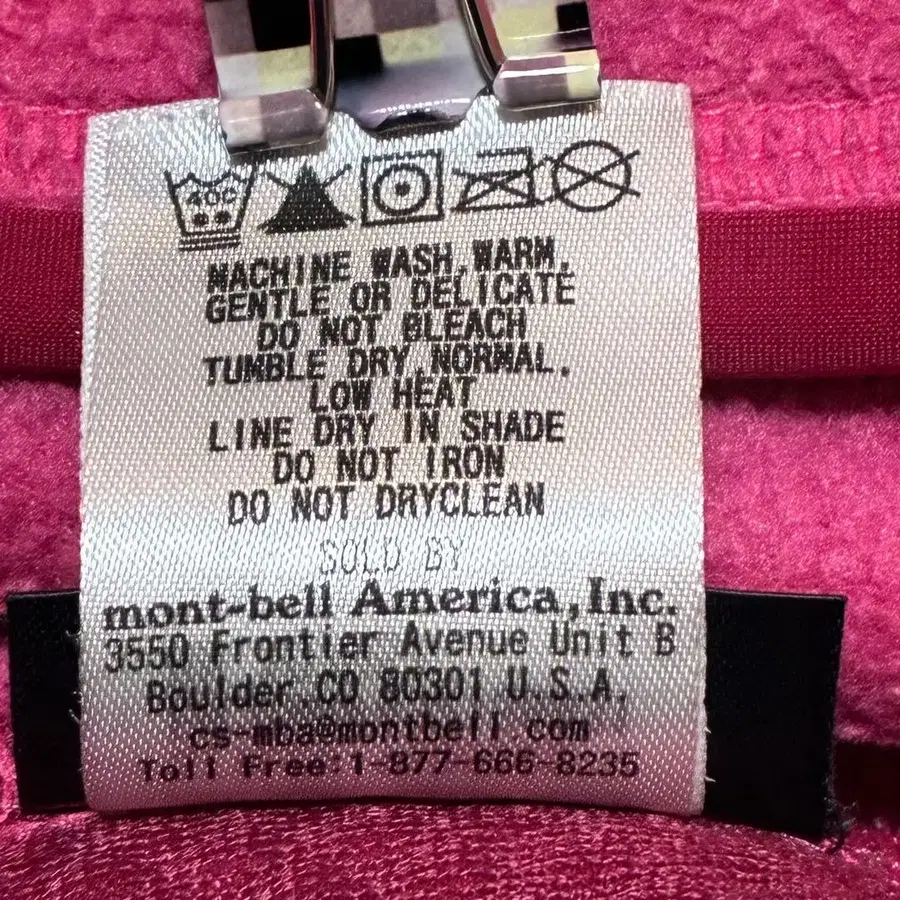 40C
MACHINE WASH,WARM,
GENTLE OR DELICATE
DO NOT BLEACH
TUMBLE DRY,NORMAL,
LOW HEAT
LINE DRY IN SHADE
DO NOT IRON
DO NOT DRYCLEAN
SOLD BY
mont-bell America,Inc.
3550 Frontier Avenue Unit B
Boulder,CO 80301 U.S.A.
cs-mba@montbell.com
Toll Free:1-877-666-8235